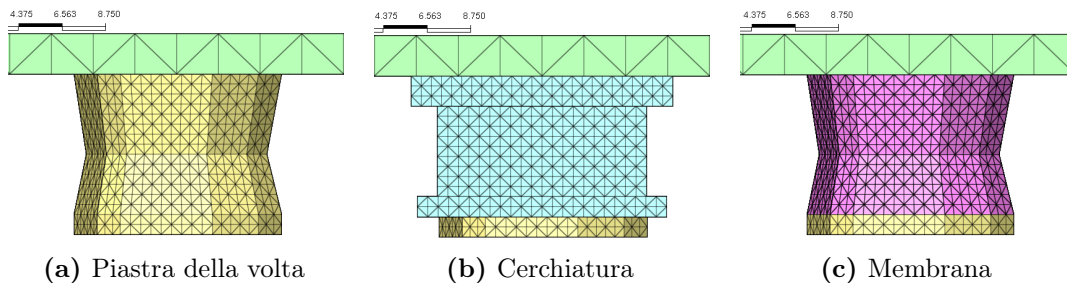 4.375 6.563 8.750
4.375 6.563 8.750
4.375 6.563 8.750
(a) Piastra della volta
(b) Cerchiatura
(c) Membrana